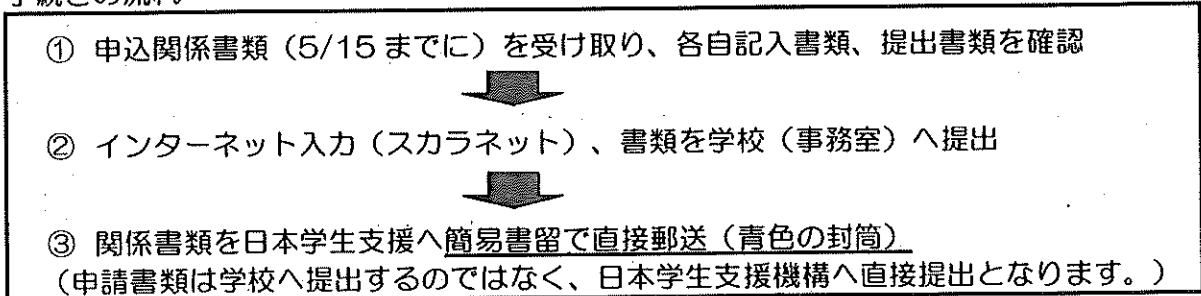 手続きの流れ
① 申込関係書類（5/15までに）を受け取り、各自記入書類、提出書類を確認
② インターネット入力（スカラネット）、書類を学校（事務室）へ提出
③ 関係書類を日本学生支援へ簡易書留で直接郵送（青色の封筒）
（申請書類は学校へ提出するのではなく、日本学生支援機構へ直接提出となります。）